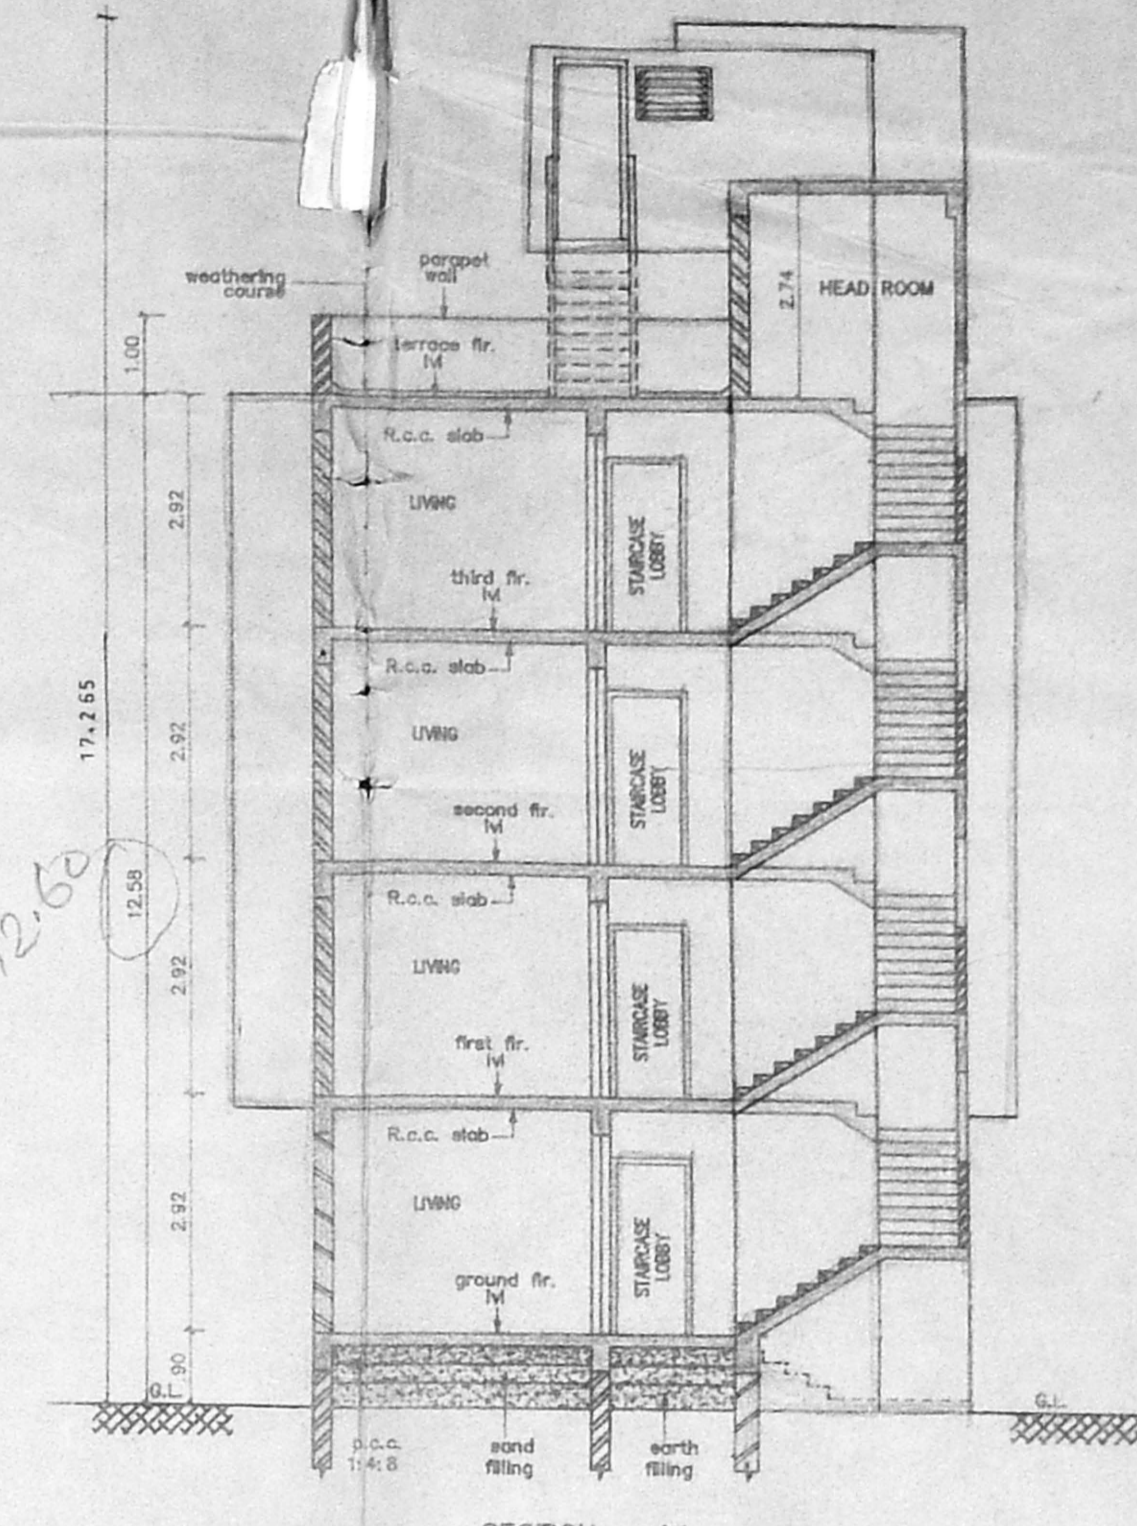 weathering
course
parapet
wall
2.74
HEAD ROOM
1.00
terrace flr.
lvl
R.c.c. slab
2.92
LIVING
STAIRCASE
LOBBY
third flr.
lvl
R.c.c. slab
17.265
2.92
LIVING
STAIRCASE
LOBBY
second flr.
lvl
12.58
R.c.c. slab
2.92
LIVING
STAIRCASE
LOBBY
first flr.
lvl
R.c.c. slab
2.92
LIVING
STAIRCASE
LOBBY
ground flr.
lvl
.90
G.L.
G.L.
p.c.c.
1:4:8
sand
filling
earth
filling